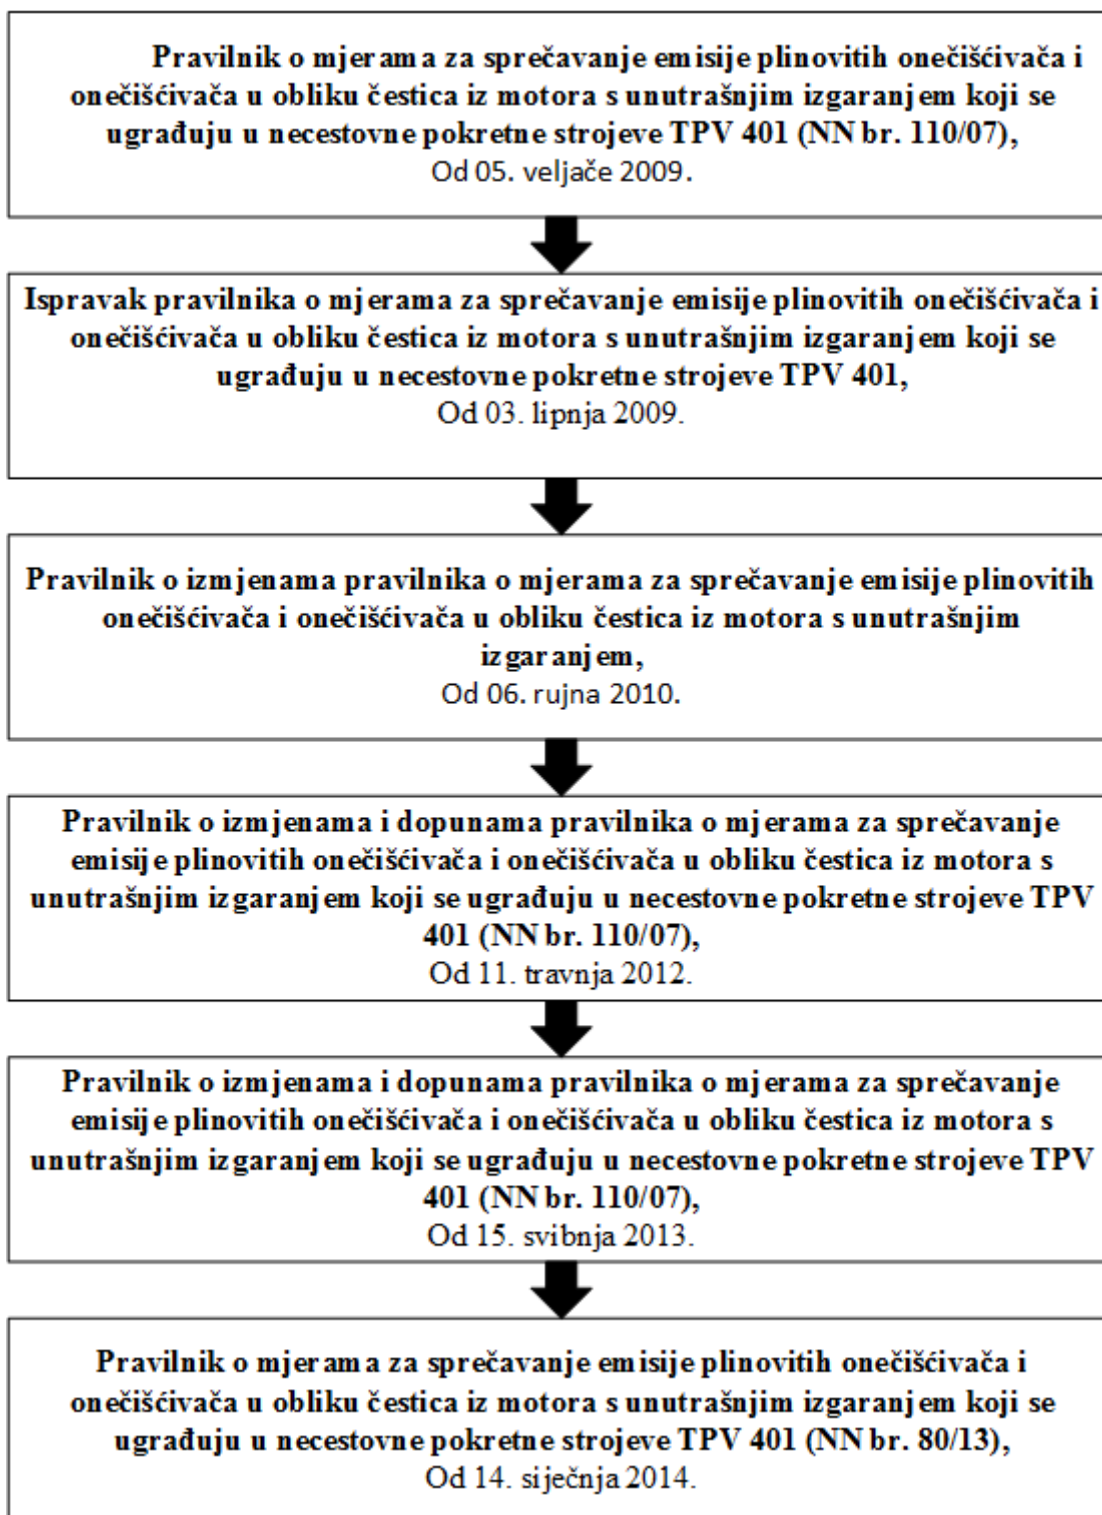 Pravilnik o mjerama za sprečavanje emisije plinovitih onečišćivača i
onečišćivača u obliku čestica iz motora s unutrašnjim izgaranjem koji se
ugrađuju u necestovne pokretne strojeve TPV 401 (NN br. 110/07),
Od 05. veljače 2009.
Ispravak pravilnika o mjerama za sprečavanje emisije plinovitih onečišćivača i
onečišćivača u obliku čestica iz motora s unutrašnjim izgaranjem koji se
ugrađuju u necestovne pokretne strojeve TPV 401,
Od 03. lipnja 2009.
Pravilnik o izmjenama pravilnika o mjerama za sprečavanje emisije plinovitih
onečišćivača i onečišćivača u obliku čestica iz motora s unutrašnjim
izgaranjem,
Od 06. rujna 2010.
Pravilnik o izmjenama i dopunama pravilnika o mjerama za sprečavanje
emisije plinovitih onečišćivača i onečišćivača u obliku čestica iz motora s
unutrašnjim izgaranjem koji se ugrađuju u necestovne pokretne strojeve TPV
401 (NN br. 110/07),
Od 11. travnja 2012.
Pravilnik o izmjenama i dopunama pravilnika o mjerama za sprečavanje
emisije plinovitih onečišćivača i onečišćivača u obliku čestica iz motora s
unutrašnjim izgaranjem koji se ugrađuju u necestovne pokretne strojeve TPV
401 (NN br. 110/07),
Od 15. svibnja 2013.
Pravilnik o mjerama za sprečavanje emisije plinovitih onečišćivača i
onečišćivača u obliku čestica iz motora s unutrašnjim izgaranjem koji se
ugrađuju u necestovne pokretne strojeve TPV 401 (NN br. 80/13),
Od 14. siječnja 2014.